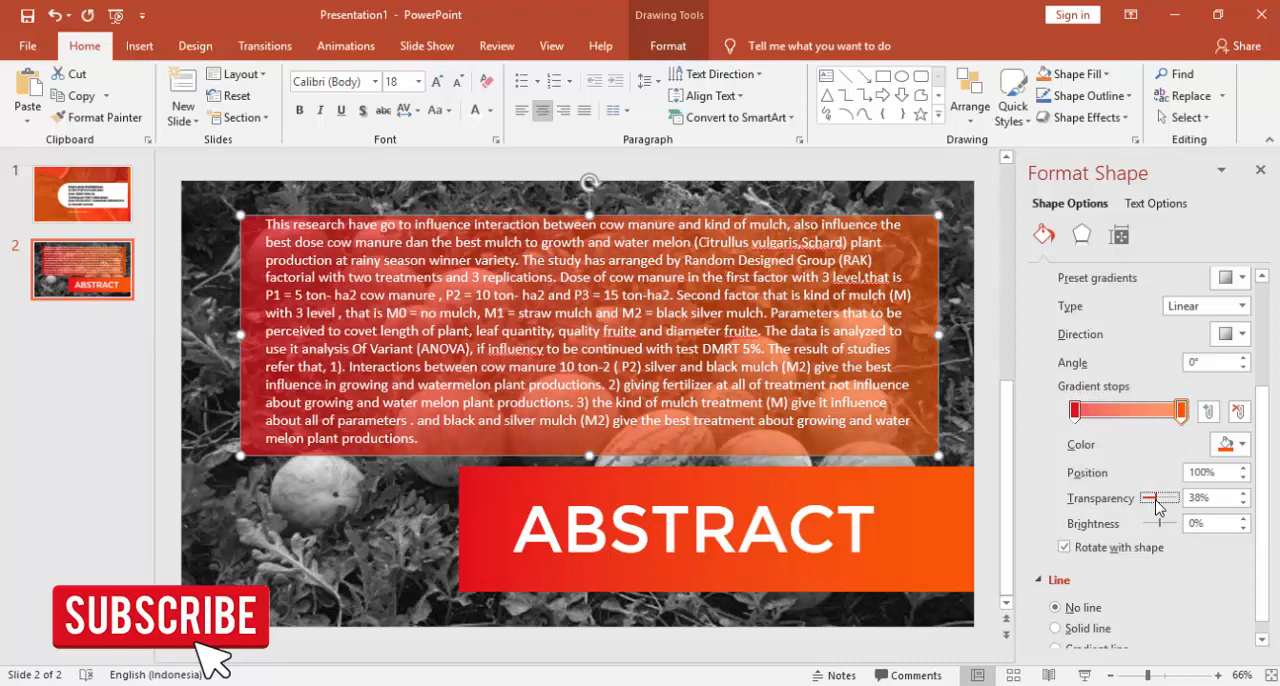 Presentation1 - PowerPoint
Drawing Tools
Sign in
File Home Insert Design Transitions Animations Slide Show Review View Help Format Tell me what you want to do Share
Paste
Cut
Copy
Format Painter
Clipboard
New Slide
Layout
Reset
Section
Slides
Calibri (Body) 18
B I U S abc AV Aa A
Font
Text Direction
Align Text
Convert to SmartArt
Paragraph
Arrange
Quick Styles
Shape Fill
Shape Outline
Shape Effects
Drawing
Find
Replace
Select
Editing
1
2
ABSTRACT
This research have go to influence interaction between cow manure and kind of mulch, also influence the
best dose cow manure dan the best mulch to growth and water melon (Citrullus vulgaris,Schard) plant
production at rainy season winner variety. The study has arranged by Random Designed Group (RAK)
factorial with two treatments and 3 replications. Dose of cow manure in the first factor with 3 level,that is
P1 = 5 ton- ha2 cow manure , P2 = 10 ton- ha2 and P3 = 15 ton-ha2. Second factor that is kind of mulch (M)
with 3 level , that is M0 = no mulch, M1 = straw mulch and M2 = black silver mulch. Parameters that to be
perceived to covet length of plant, leaf quantity, quality fruite and diameter fruite. The data is analyzed to
use it analysis Of Variant (ANOVA), if influency to be continued with test DMRT 5%. The result of studies
refer that, 1). Interactions between cow manure 10 ton-2 ( P2) silver and black mulch (M2) give the best
influence in growing and watermelon plant productions. 2) giving fertilizer at all of treatment not influence
about growing and water melon plant productions. 3) the kind of mulch treatment (M) give it influence
about all of parameters . and black and silver mulch (M2) give the best treatment about growing and water
melon plant productions.
ABSTRACT
SUBSCRIBE
Format Shape
Shape Options Text Options
Preset gradients
Type Linear
Direction
Angle 0°
Gradient stops
Color
Position 100%
Transparency 38%
Brightness 0%
Rotate with shape
Line
No line
Solid line
Gradient line
Slide 2 of 2 English (Indonesia) Notes Comments 66%